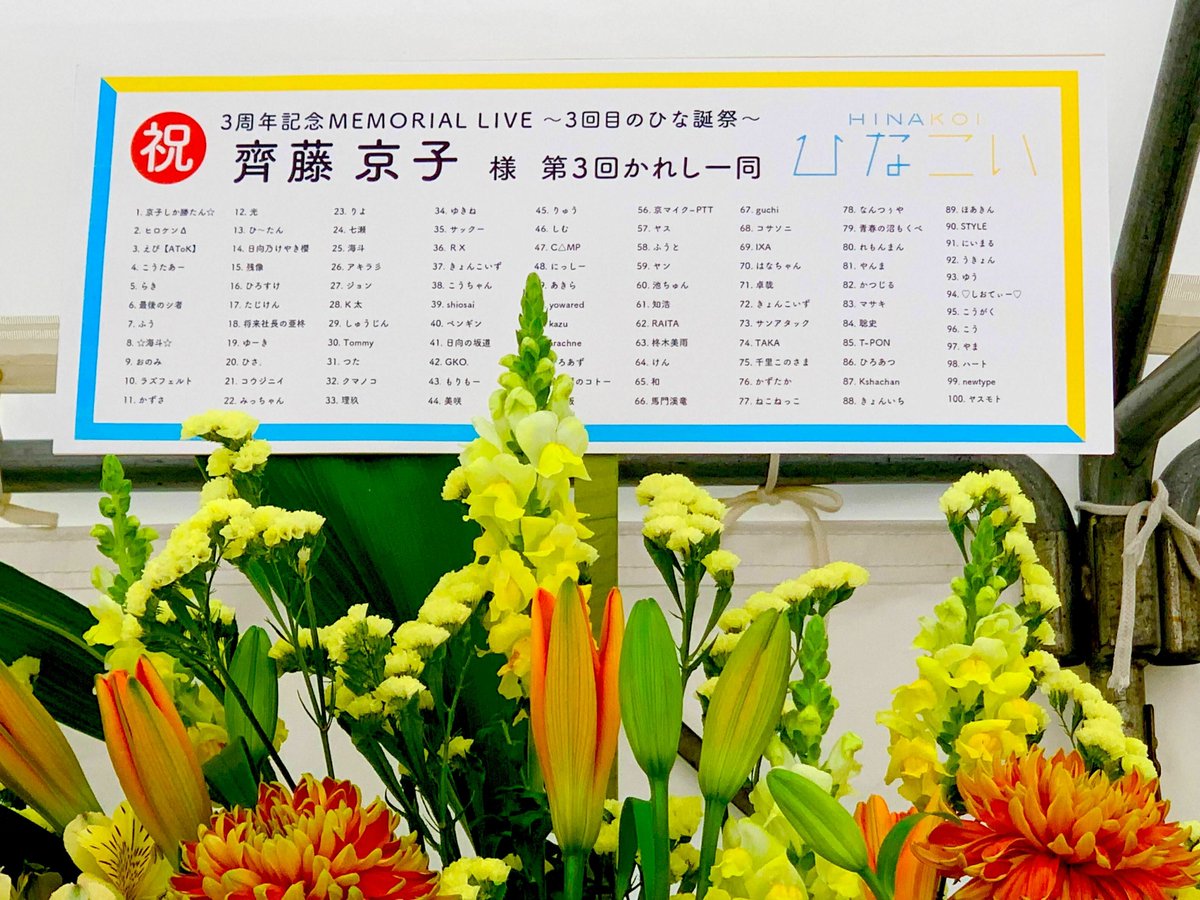 祝
3周年記念MEMORIAL LIVE ～3回目のひな誕祭～
齊藤 京子 様 第3回かれし一同
HINAKOI
ひなこい
1. 京子しか勝たん☆
2. ヒロケンΔ
3. えび【AToK】
4. こうたあー
5. らき
6. 最後のシ者
7. ふう
8. ☆海斗☆
9. おのみ
10. ラズフェルト
11. かずさ
12. 光
13. ひ〜たん
14. 日向乃けやき櫻
15. 残像
16. ひろすけ
17. たじけん
18. 将来社長の亜柊
19. ゆーき
20. ひさ.
21. コウジニイ
22. みっちゃん
23. りよ
24. 七瀬
25. 海斗
26. アキラ彡
27. ジョン
28. K 太
29. しゅうじん
30. Tommy
31. つた
32. クマノコ
33. 理玖
34. ゆきね
35. サックー
36. R X
37. きょんこいず
38. こうちゃん
39. shiosai
40. ペンギン
41. 日向の坂道
42. GKO.
43. もりもー
44. 美咲
45. りゅう
46. しむ
47. C△MP
48. にっしー
あきら
yowared
kazu
rachne
ろあず
のコトー
56. 京マイクーPTT
57. ヤス
58. ふうと
59. ヤン
60. 池ちゅん
61. 知浩
62. RAITA
63. 柊木美雨
64. けん
65. 和
66. 馬門渓竜
67. guchi
68. コサソニ
69. IXA
70. はなちゃん
71. 卓哉
72. きょんこいず
73. サンアタック
74. TAKA
75. 千里このさま
76. かずたか
77. ねこねっこ
78. なんつぅや
79. 青春の沼もくべ
80. れもんまん
81. やんま
82. かつじる
83. マサキ
84. 聡史
85. T-PON
86. ひろあつ
87. Kshachan
88. きょんいち
89. ほあきん
90. STYLE
91. にいまる
92. うきょん
93. ゆう
94. ♡しおてぃー♡
95. こうがく
96. こう
97. やま
98. ハート
99. newtype
100. ヤスモト